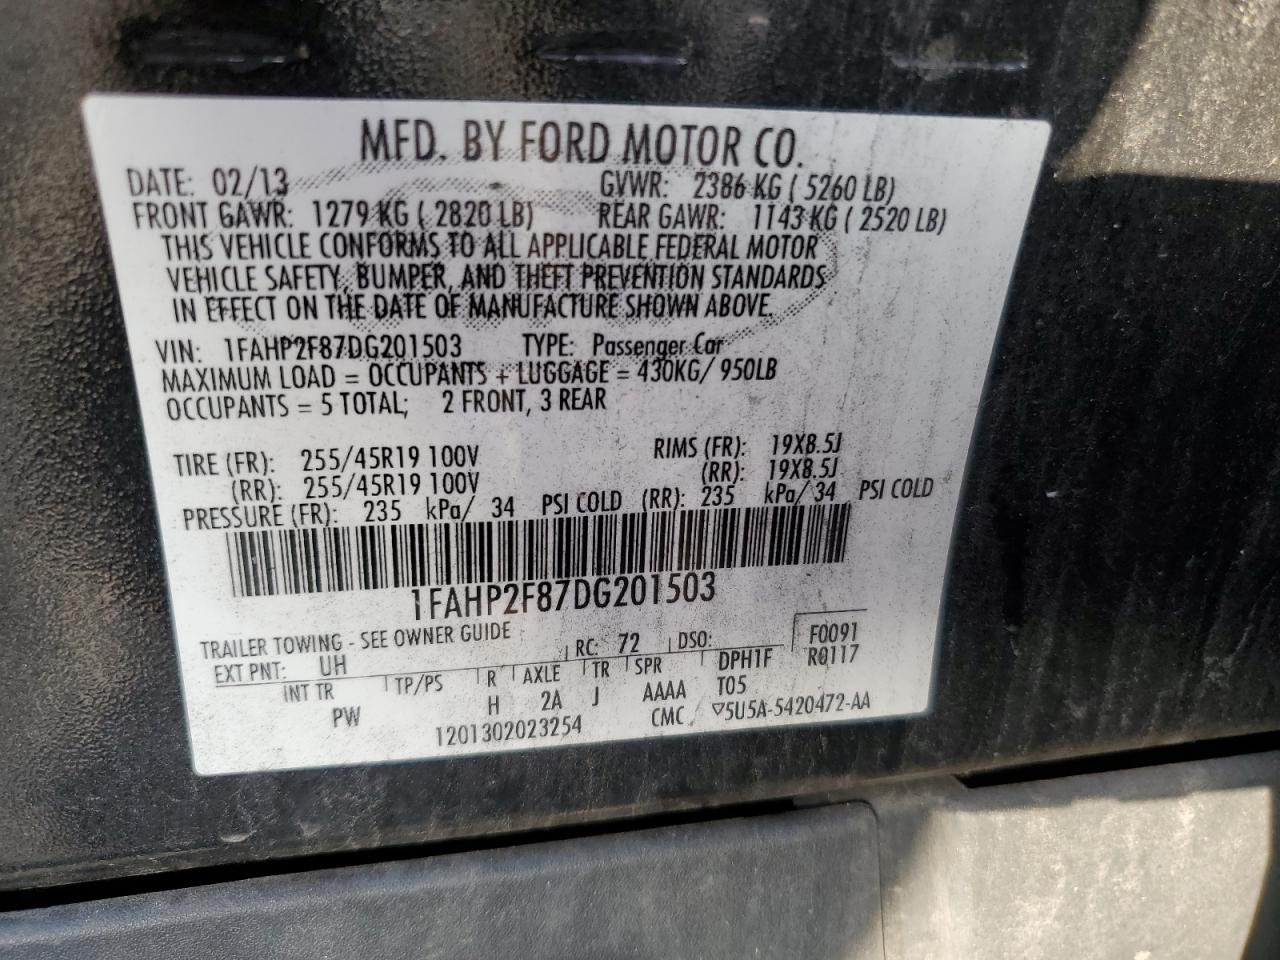 MFD. BY FORD MOTOR CO.
DATE: 02/13 GVWR: 2386 KG ( 5260 LB)
FRONT GAWR: 1279 KG ( 2820 LB) REAR GAWR: 1143 KG ( 2520 LB)
THIS VEHICLE CONFORMS TO ALL APPLICABLE FEDERAL MOTOR
VEHICLE SAFETY, BUMPER, AND THEFT PREVENTION STANDARDS
IN EFFECT ON THE DATE OF MANUFACTURE SHOWN ABOVE.
VIN: 1FAHP2F87DG201503 TYPE: Passenger Car
MAXIMUM LOAD = OCCUPANTS + LUGGAGE = 430KG/ 950LB
OCCUPANTS = 5 TOTAL; 2 FRONT, 3 REAR
TIRE (FR): 255/45R19 100V RIMS (FR): 19X8.5J
(RR): 255/45R19 100V (RR): 19X8.5J
PRESSURE (FR): 235 kPa/ 34 PSI COLD (RR): 235 kPa/ 34 PSI COLD
1FAHP2F87DG201503
TRAILER TOWING - SEE OWNER GUIDE
EXT PNT: UH RC: 72 DSO: F0091
INT TR TP/PS R AXLE TR SPR DPH1F R0117
PW H 2A J AAAA T05
1201302023254 CMC ▽5U5A-5420472-AA